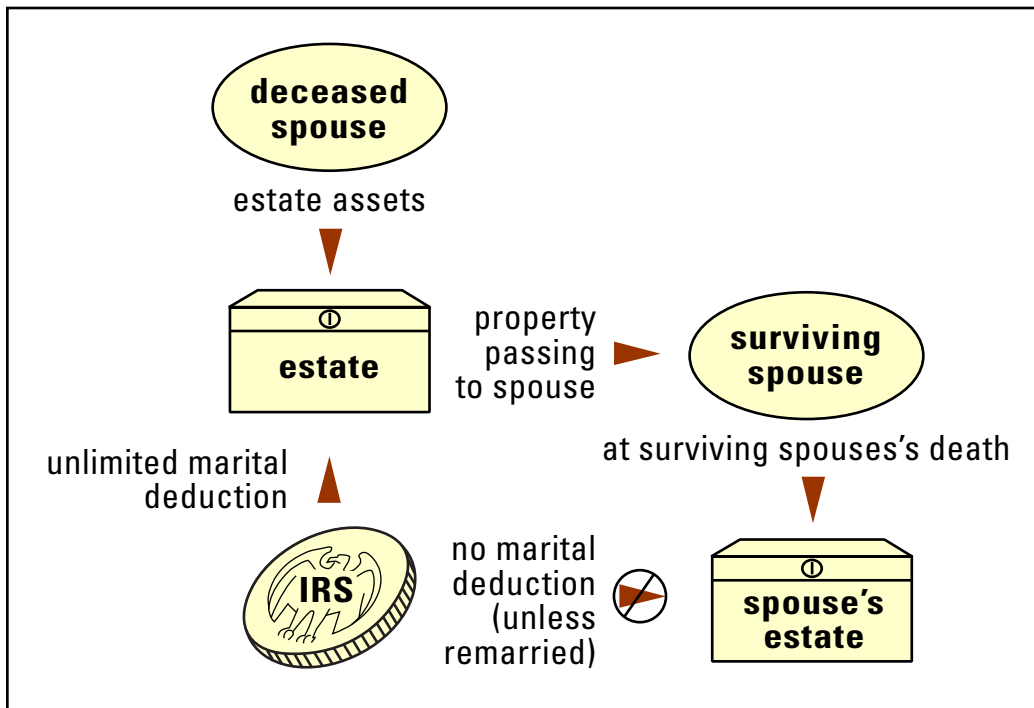 deceased
spouse
estate assets
estate
property
passing
to spouse
surviving
spouse
unlimited marital
deduction
at surviving spouses's death
IRS
no marital
deduction
(unless
remarried)
spouse's
estate